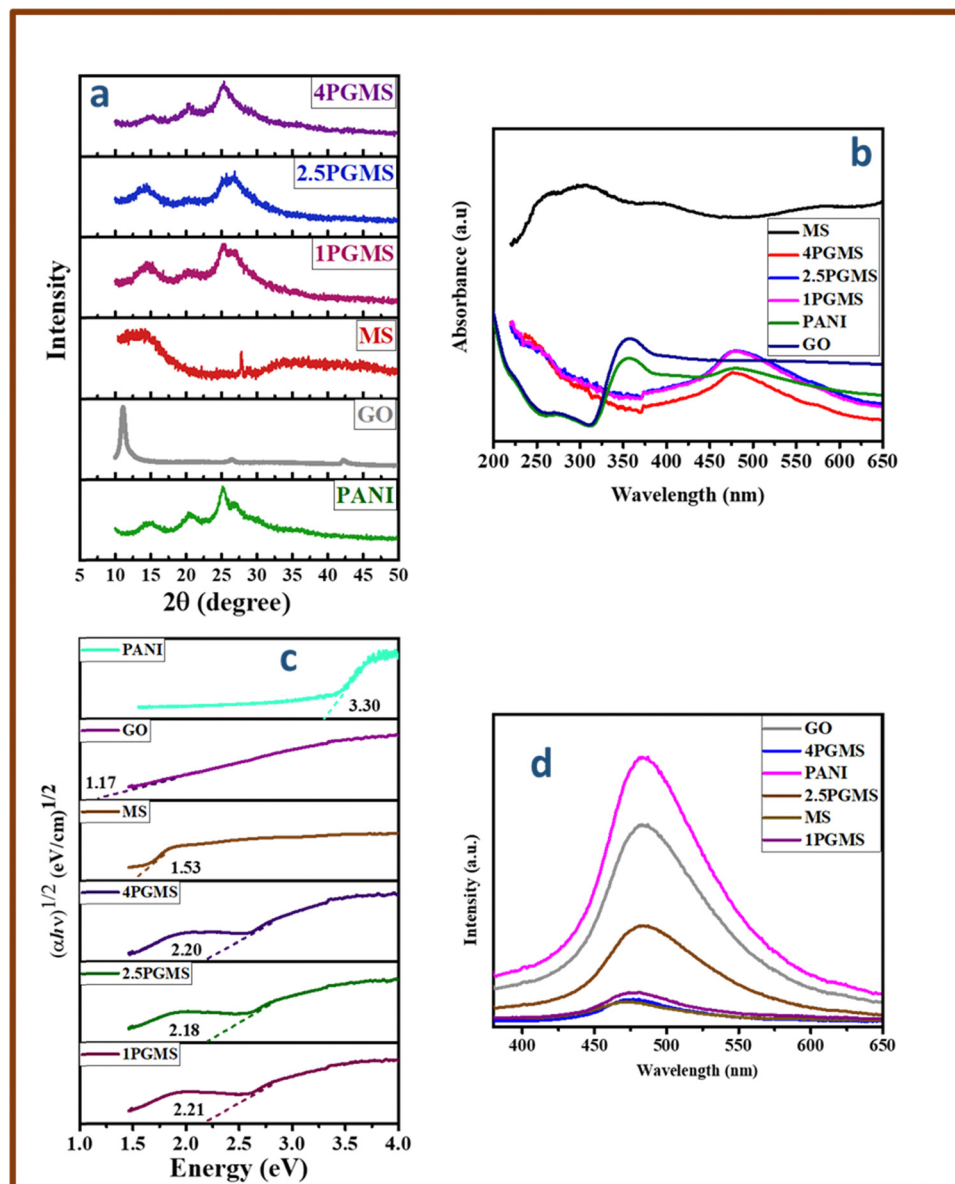 a
4PGMS
2.5PGMS
1PGMS
MS
GO
PANI
Intensity
5 10 15 20 25 30 35 40 45 50
2θ (degree)
b
MS
4PGMS
2.5PGMS
1PGMS
PANI
GO
Absorbance (a.u)
200 250 300 350 400 450 500 550 600 650
Wavelength (nm)
c
PANI
3.30
GO
1.17
MS
1.53
4PGMS
2.20
2.5PGMS
2.18
1PGMS
2.21
(αhν)1/2 (eV/cm)1/2
1.0 1.5 2.0 2.5 3.0 3.5 4.0
Energy (eV)
d
GO
4PGMS
PANI
2.5PGMS
MS
1PGMS
Intensity (a.u.)
400 450 500 550 600 650
Wavelength (nm)